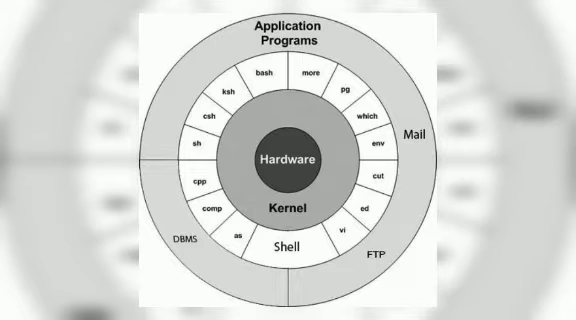 Application
Programs
bash
more
ksh
pg
csh
which
sh
env
Mail
Hardware
cpp
cut
comp
Kernel
ed
DBMS
as
Shell
vi
FTP